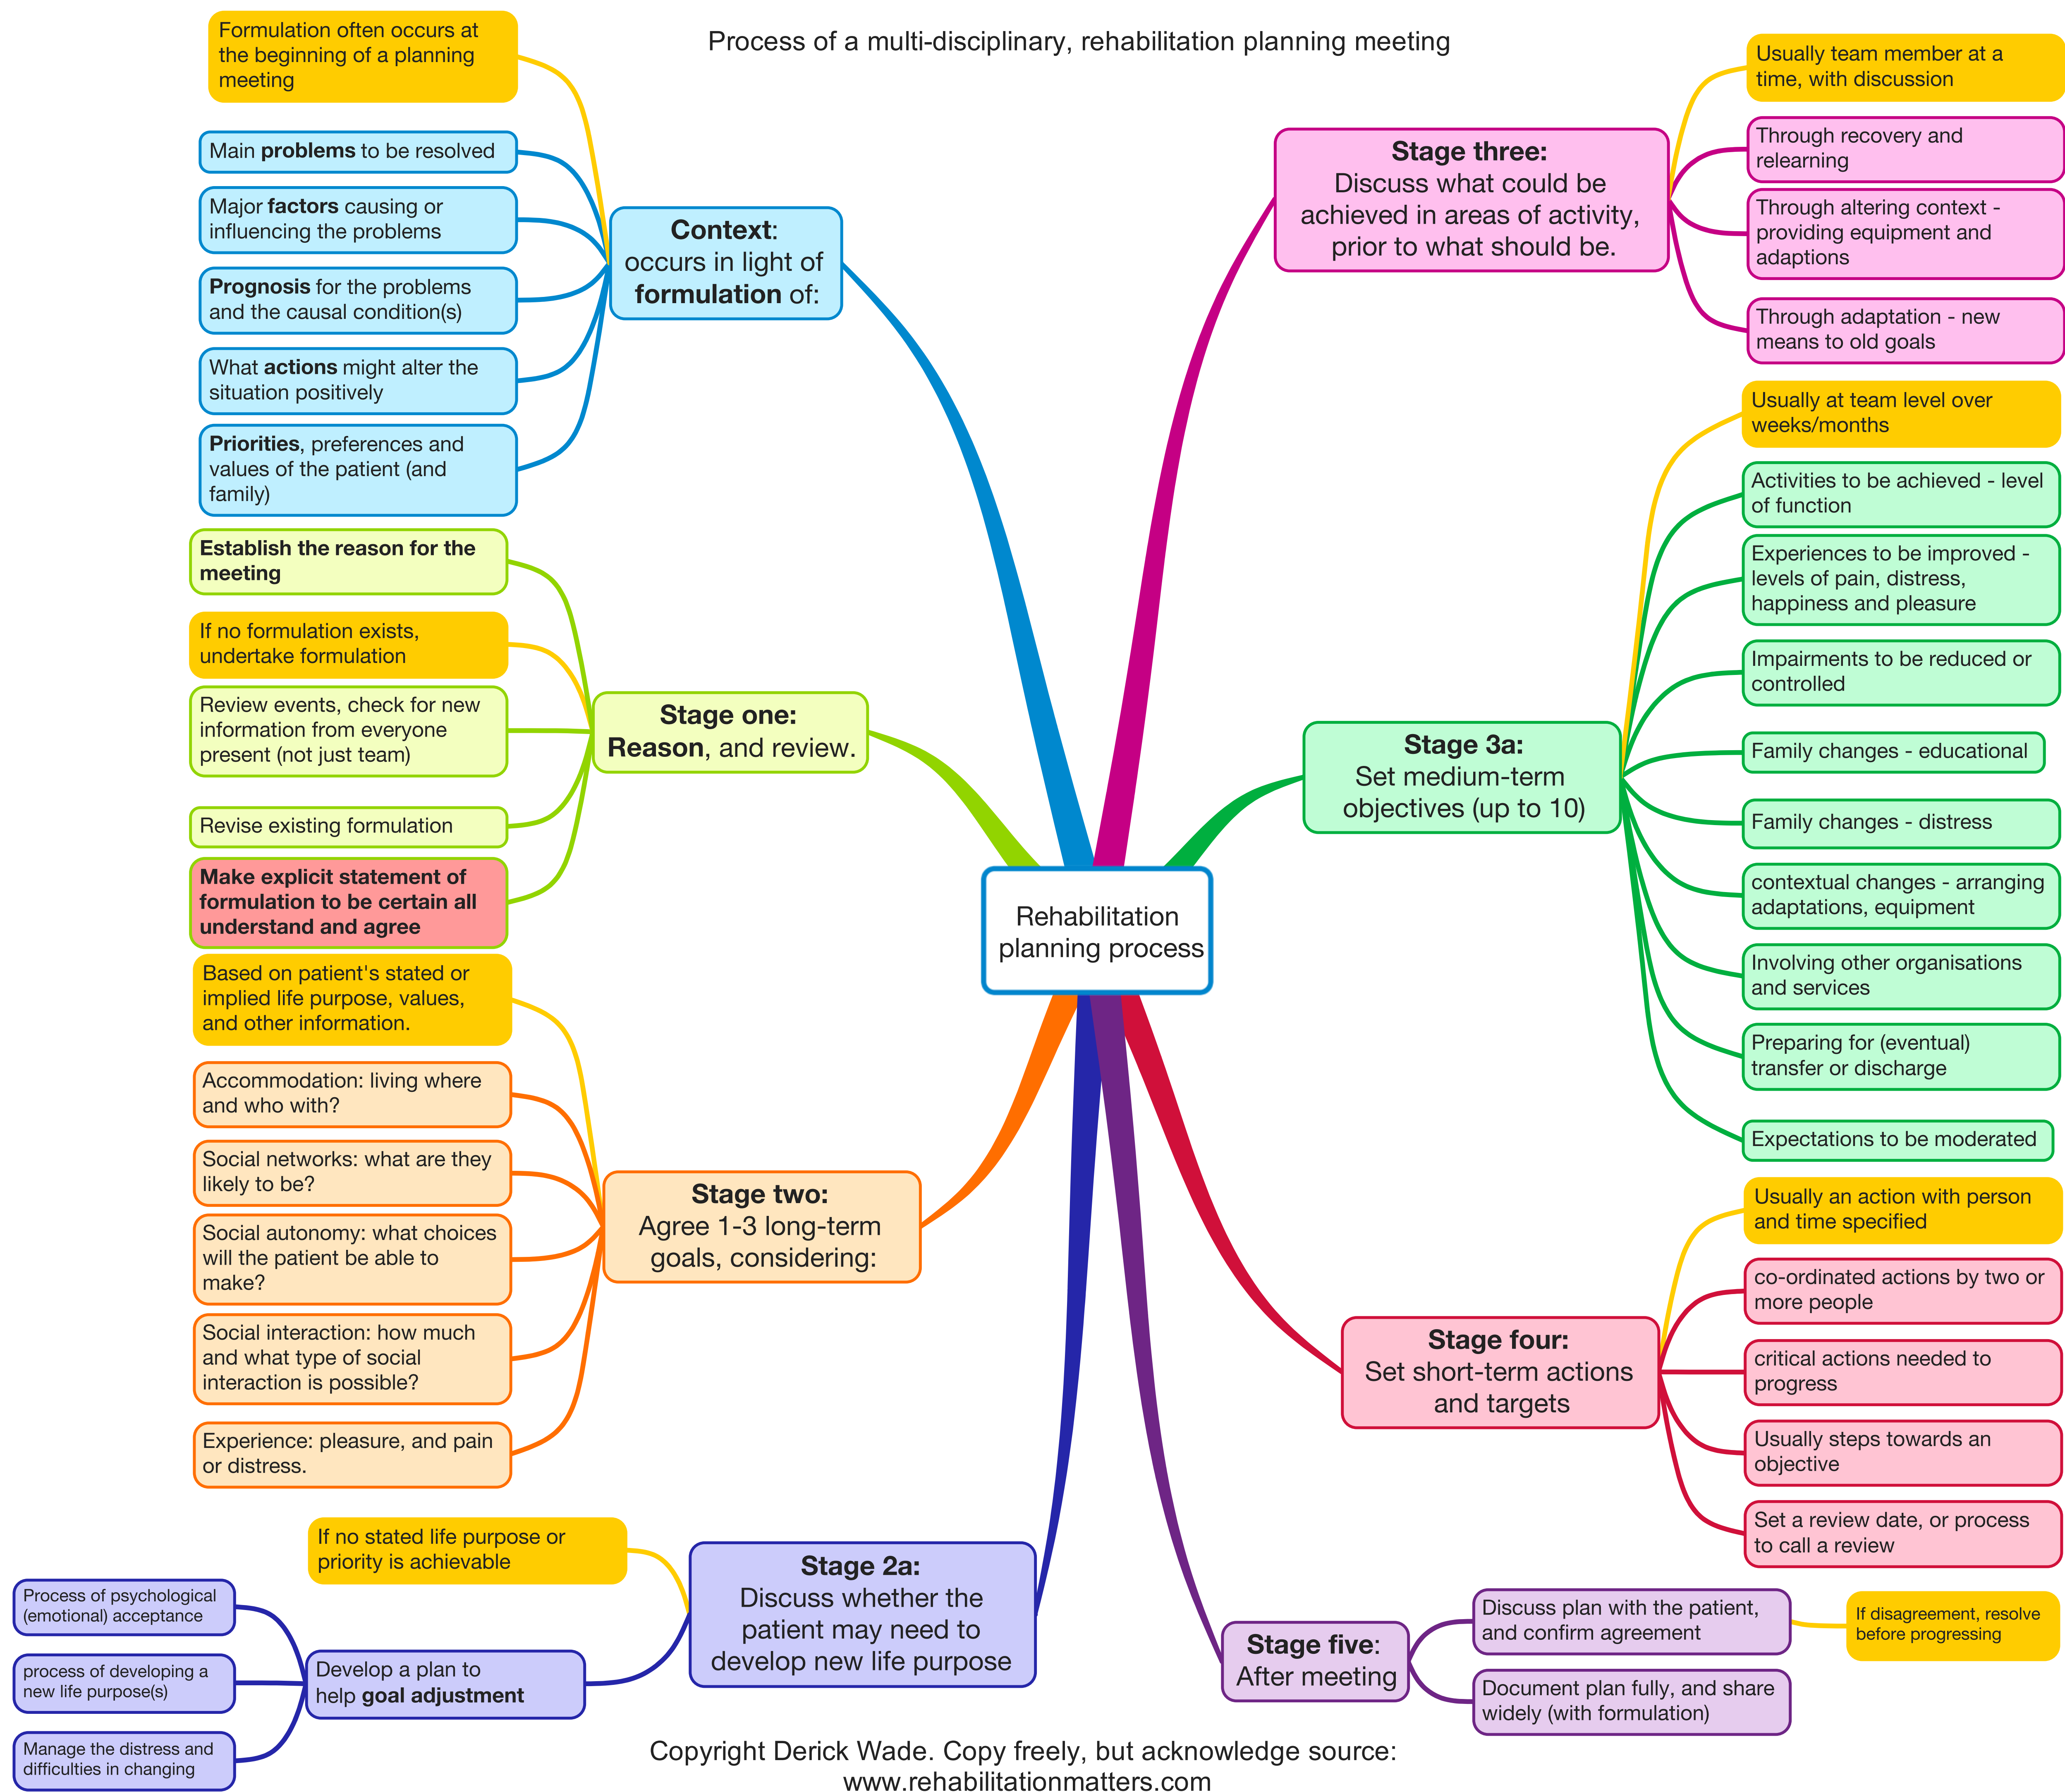 Process of a multi-disciplinary, rehabilitation planning meeting
Formulation often occurs at
the beginning of a planning
meeting
Main problems to be resolved
Major factors causing or
influencing the problems
Prognosis for the problems
and the causal condition(s)
What actions might alter the
situation positively
Priorities, preferences and
values of the patient (and
family)
Context:
occurs in light of
formulation of:
Establish the reason for the
meeting
If no formulation exists,
undertake formulation
Review events, check for new
information from everyone
present (not just team)
Revise existing formulation
Make explicit statement of
formulation to be certain all
understand and agree
Stage one:
Reason, and review.
Based on patient's stated or
implied life purpose, values,
and other information.
Accommodation: living where
and who with?
Social networks: what are they
likely to be?
Social autonomy: what choices
will the patient be able to
make?
Social interaction: how much
and what type of social
interaction is possible?
Experience: pleasure, and pain
or distress.
Stage two:
Agree 1-3 long-term
goals, considering:
If no stated life purpose or
priority is achievable
Process of psychological
(emotional) acceptance
process of developing a
new life purpose(s)
Manage the distress and
difficulties in changing
Develop a plan to
help goal adjustment
Stage 2a:
Discuss whether the
patient may need to
develop new life purpose
Rehabilitation
planning process
Stage three:
Discuss what could be
achieved in areas of activity,
prior to what should be.
Usually team member at a
time, with discussion
Through recovery and
relearning
Through altering context -
providing equipment and
adaptions
Through adaptation - new
means to old goals
Stage 3a:
Set medium-term
objectives (up to 10)
Usually at team level over
weeks/months
Activities to be achieved - level
of function
Experiences to be improved -
levels of pain, distress,
happiness and pleasure
Impairments to be reduced or
controlled
Family changes - educational
Family changes - distress
contextual changes - arranging
adaptations, equipment
Involving other organisations
and services
Preparing for (eventual)
transfer or discharge
Expectations to be moderated
Stage four:
Set short-term actions
and targets
Usually an action with person
and time specified
co-ordinated actions by two or
more people
critical actions needed to
progress
Usually steps towards an
objective
Set a review date, or process
to call a review
Stage five:
After meeting
Discuss plan with the patient,
and confirm agreement
If disagreement, resolve
before progressing
Document plan fully, and share
widely (with formulation)
Copyright Derick Wade. Copy freely, but acknowledge source:
www.rehabilitationmatters.com